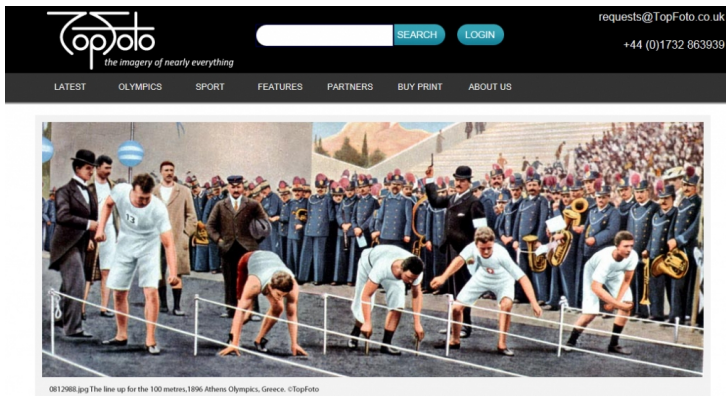 TopFoto
the imagery of nearly everything
SEARCH
LOGIN
requests@TopFoto.co.uk
+44 (0)1732 863939
LATEST OLYMPICS SPORT FEATURES PARTNERS BUY PRINT ABOUT US
13
0812988.jpg The line up for the 100 metres,1896 Athens Olympics, Greece. ©TopFoto